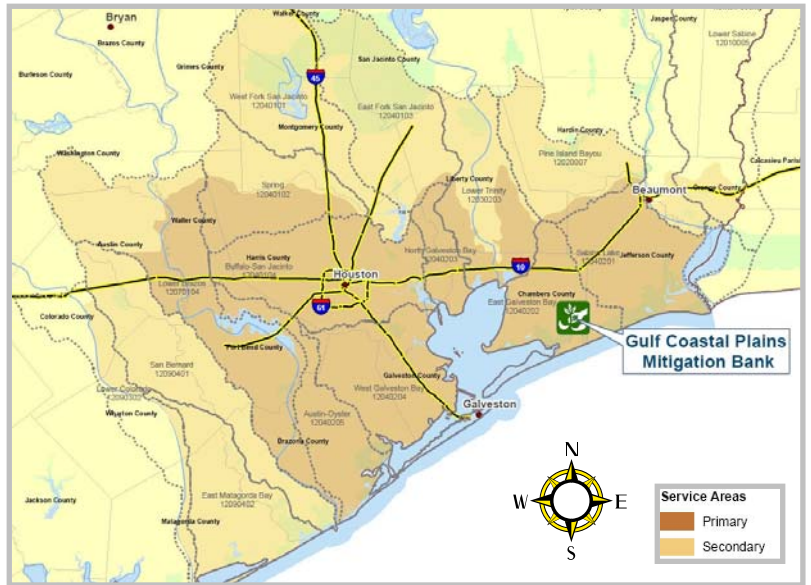 Bryan
Brazos County
Walker County
Walker County
Jasper County
Lower Sabine
12010005
Burleson County
Grimes County
45
San Jacinto County
West Fork San Jacinto
12040101
East Fork San Jacinto
12040103
Montgomery County
Hardin County
Washington County
Pine Island Bayou
12020007
Calcasieu Parish
Spring
12040102
Liberty County
Lower Trinity
12030203
Beaumont
Orange County
Waller County
Austin County
Harris County
Buffalo-San Jacinto
12040104
North Galveston Bay
12040203
10
Sabine Lake
12040201
Jefferson County
Houston
Lower Brazos
12070104
61
Chambers County
East Galveston Bay
12040202
Colorado County
Gulf Coastal Plains
Mitigation Bank
Fort Bend County
San Bernard
12090401
Galveston County
West Galveston Bay
12040204
Lower Colorado
12090302
Wharton County
Galveston
Austin-Oyster
12040205
Brazoria County
N
W E
S
East Matagorda Bay
12090402
Jackson County
Matagorda County
Service Areas
Primary
Secondary